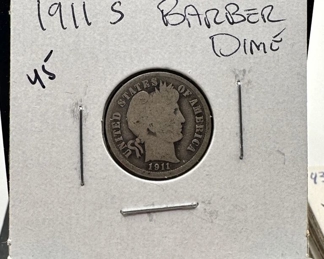 1911 S BARBER
DIME
45
UNITED STATES OF AMERICA
1911